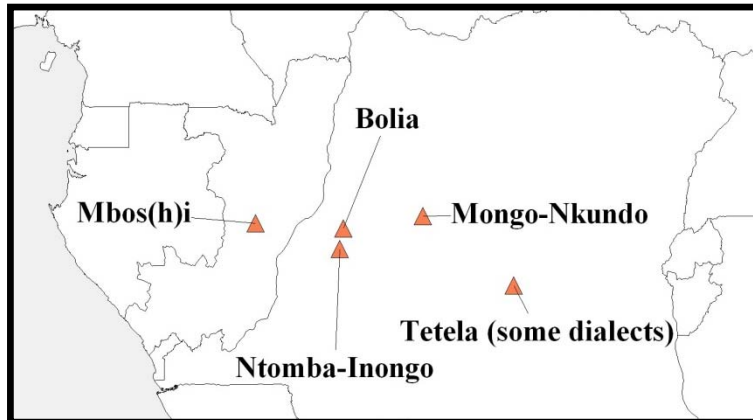 Bolia
Mbos(h)i
Mongo-Nkundo
Tetela (some dialects)
Ntomba-Inongo